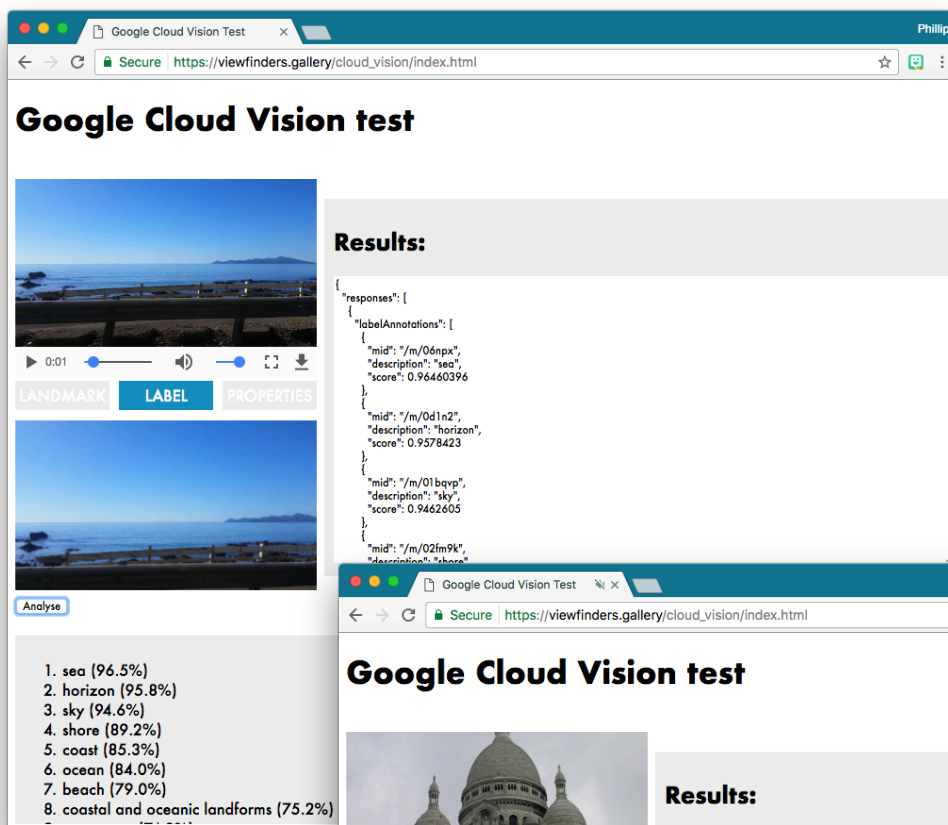 Google Cloud Vision Test
Phillip
Secure https://viewfinders.gallery/cloud_vision/index.html
Google Cloud Vision test
Results:
{
"responses": [
{
"labelAnnotations": [
{
"mid": "/m/06npx",
"description": "sea",
"score": 0.96460396
},
{
"mid": "/m/0d1n2",
"description": "horizon",
"score": 0.9578423
},
{
"mid": "/m/01bqvp",
"description": "sky",
"score": 0.9462605
},
{
"mid": "/m/02fm9k",
"description": "shore"
0:01
LANDMARK LABEL PROPERTIES
Analyse
1. sea (96.5%)
2. horizon (95.8%)
3. sky (94.6%)
4. shore (89.2%)
5. coast (85.3%)
6. ocean (84.0%)
7. beach (79.0%)
8. coastal and oceanic landforms (75.2%)
Google Cloud Vision Test
Secure https://viewfinders.gallery/cloud_vision/index.html
Google Cloud Vision test
Results: